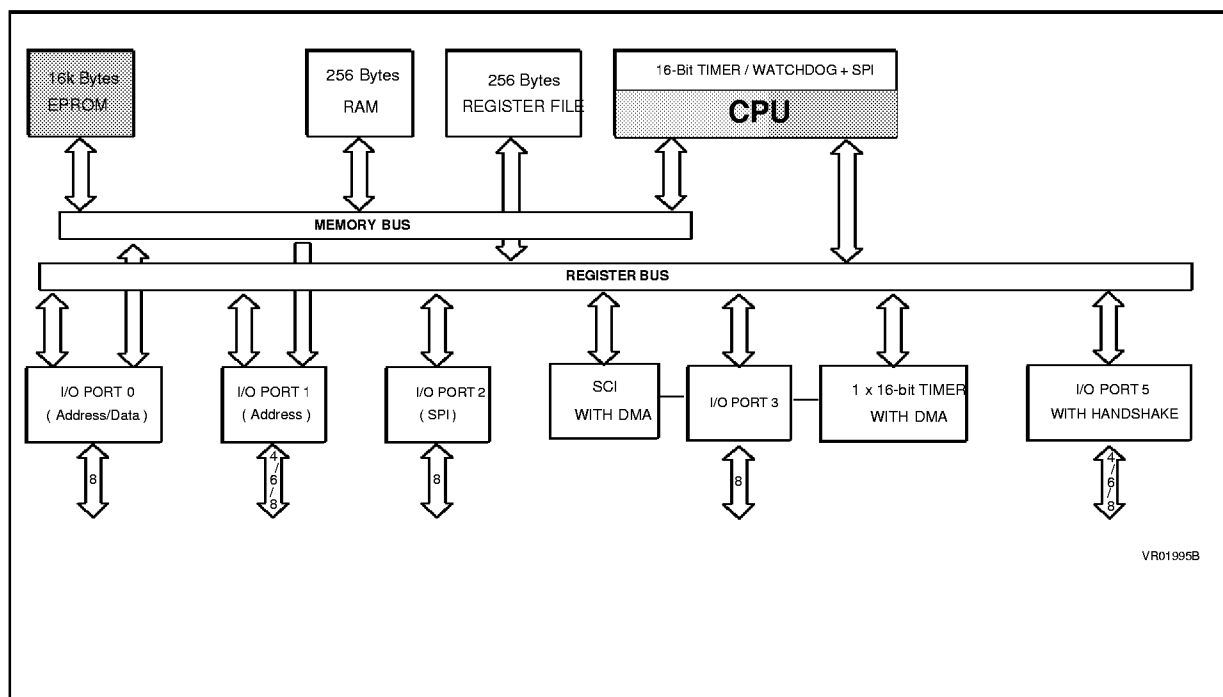 16k Bytes
EPROM
256 Bytes
RAM
256 Bytes
REGISTER FILE
16-Bit TIMER / WATCHDOG + SPI
CPU
MEMORY BUS
REGISTER BUS
I/O PORT 0
( Address/Data )
I/O PORT 1
( Address )
I/O PORT 2
(SPI)
SCI
WITH DMA
I/O PORT 3
1 x 16-bit TIMER
WITH DMA
I/O PORT 5
WITH HANDSHAKE
8
4/6/8
8
8
4/6/8
VR01995B